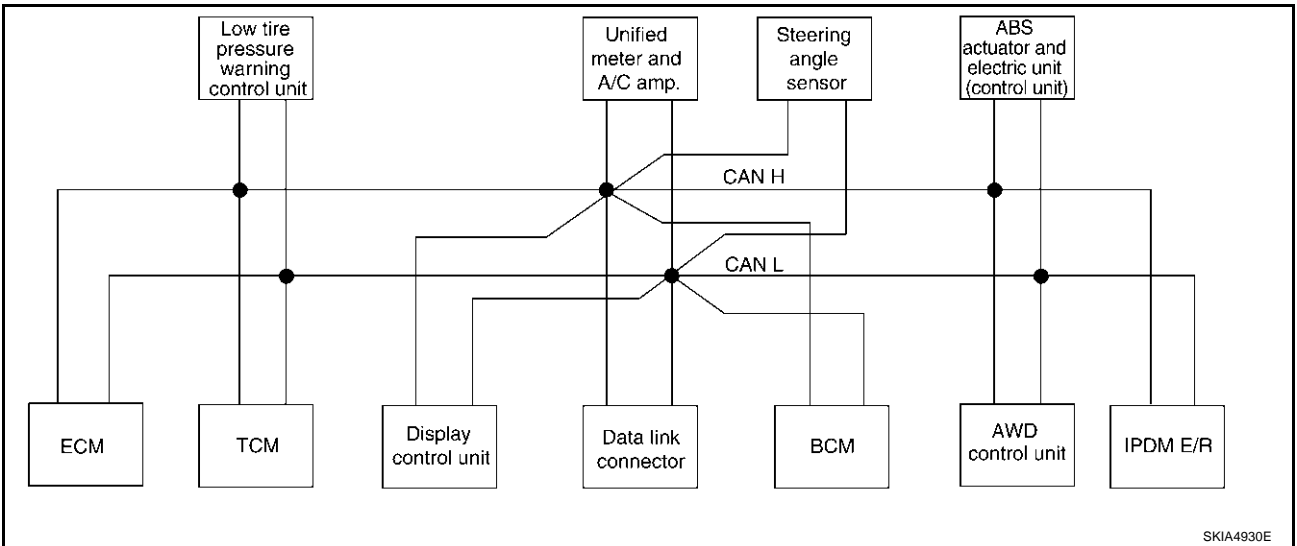 Low tire
pressure
warning
control unit
Unified
meter and
A/C amp.
Steering
angle
sensor
ABS
actuator and
electric unit
(control unit)
CAN H
CAN L
ECM
TCM
Display
control unit
Data link
connector
BCM
AWD
control unit
IPDM E/R
SKIA4930E